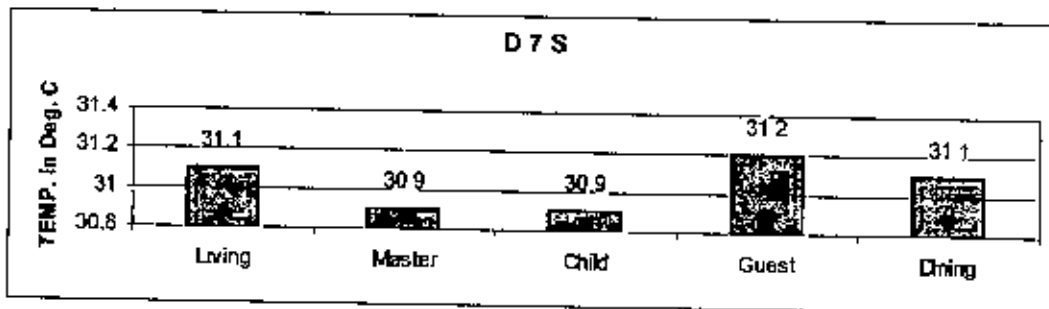 D 7 S
TEMP. In Deg. C
31.4
31.2
31
30.8
31.1
30 9
30.9
31 2
31 1
Living
Master
Child
Guest
Dining